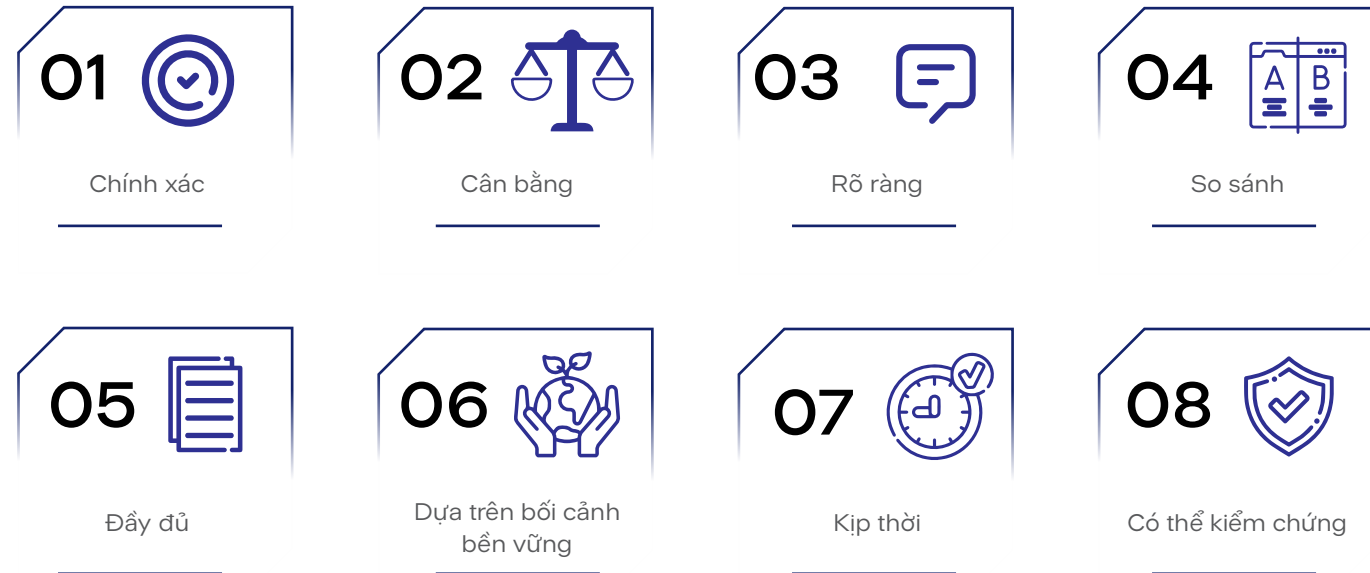 01
Chính xác
02
Cân bằng
03
Rõ ràng
04
A B
So sánh
05
Đầy đủ
06
Dựa trên bối cảnh
bền vững
07
Kịp thời
08
Có thể kiểm chứng